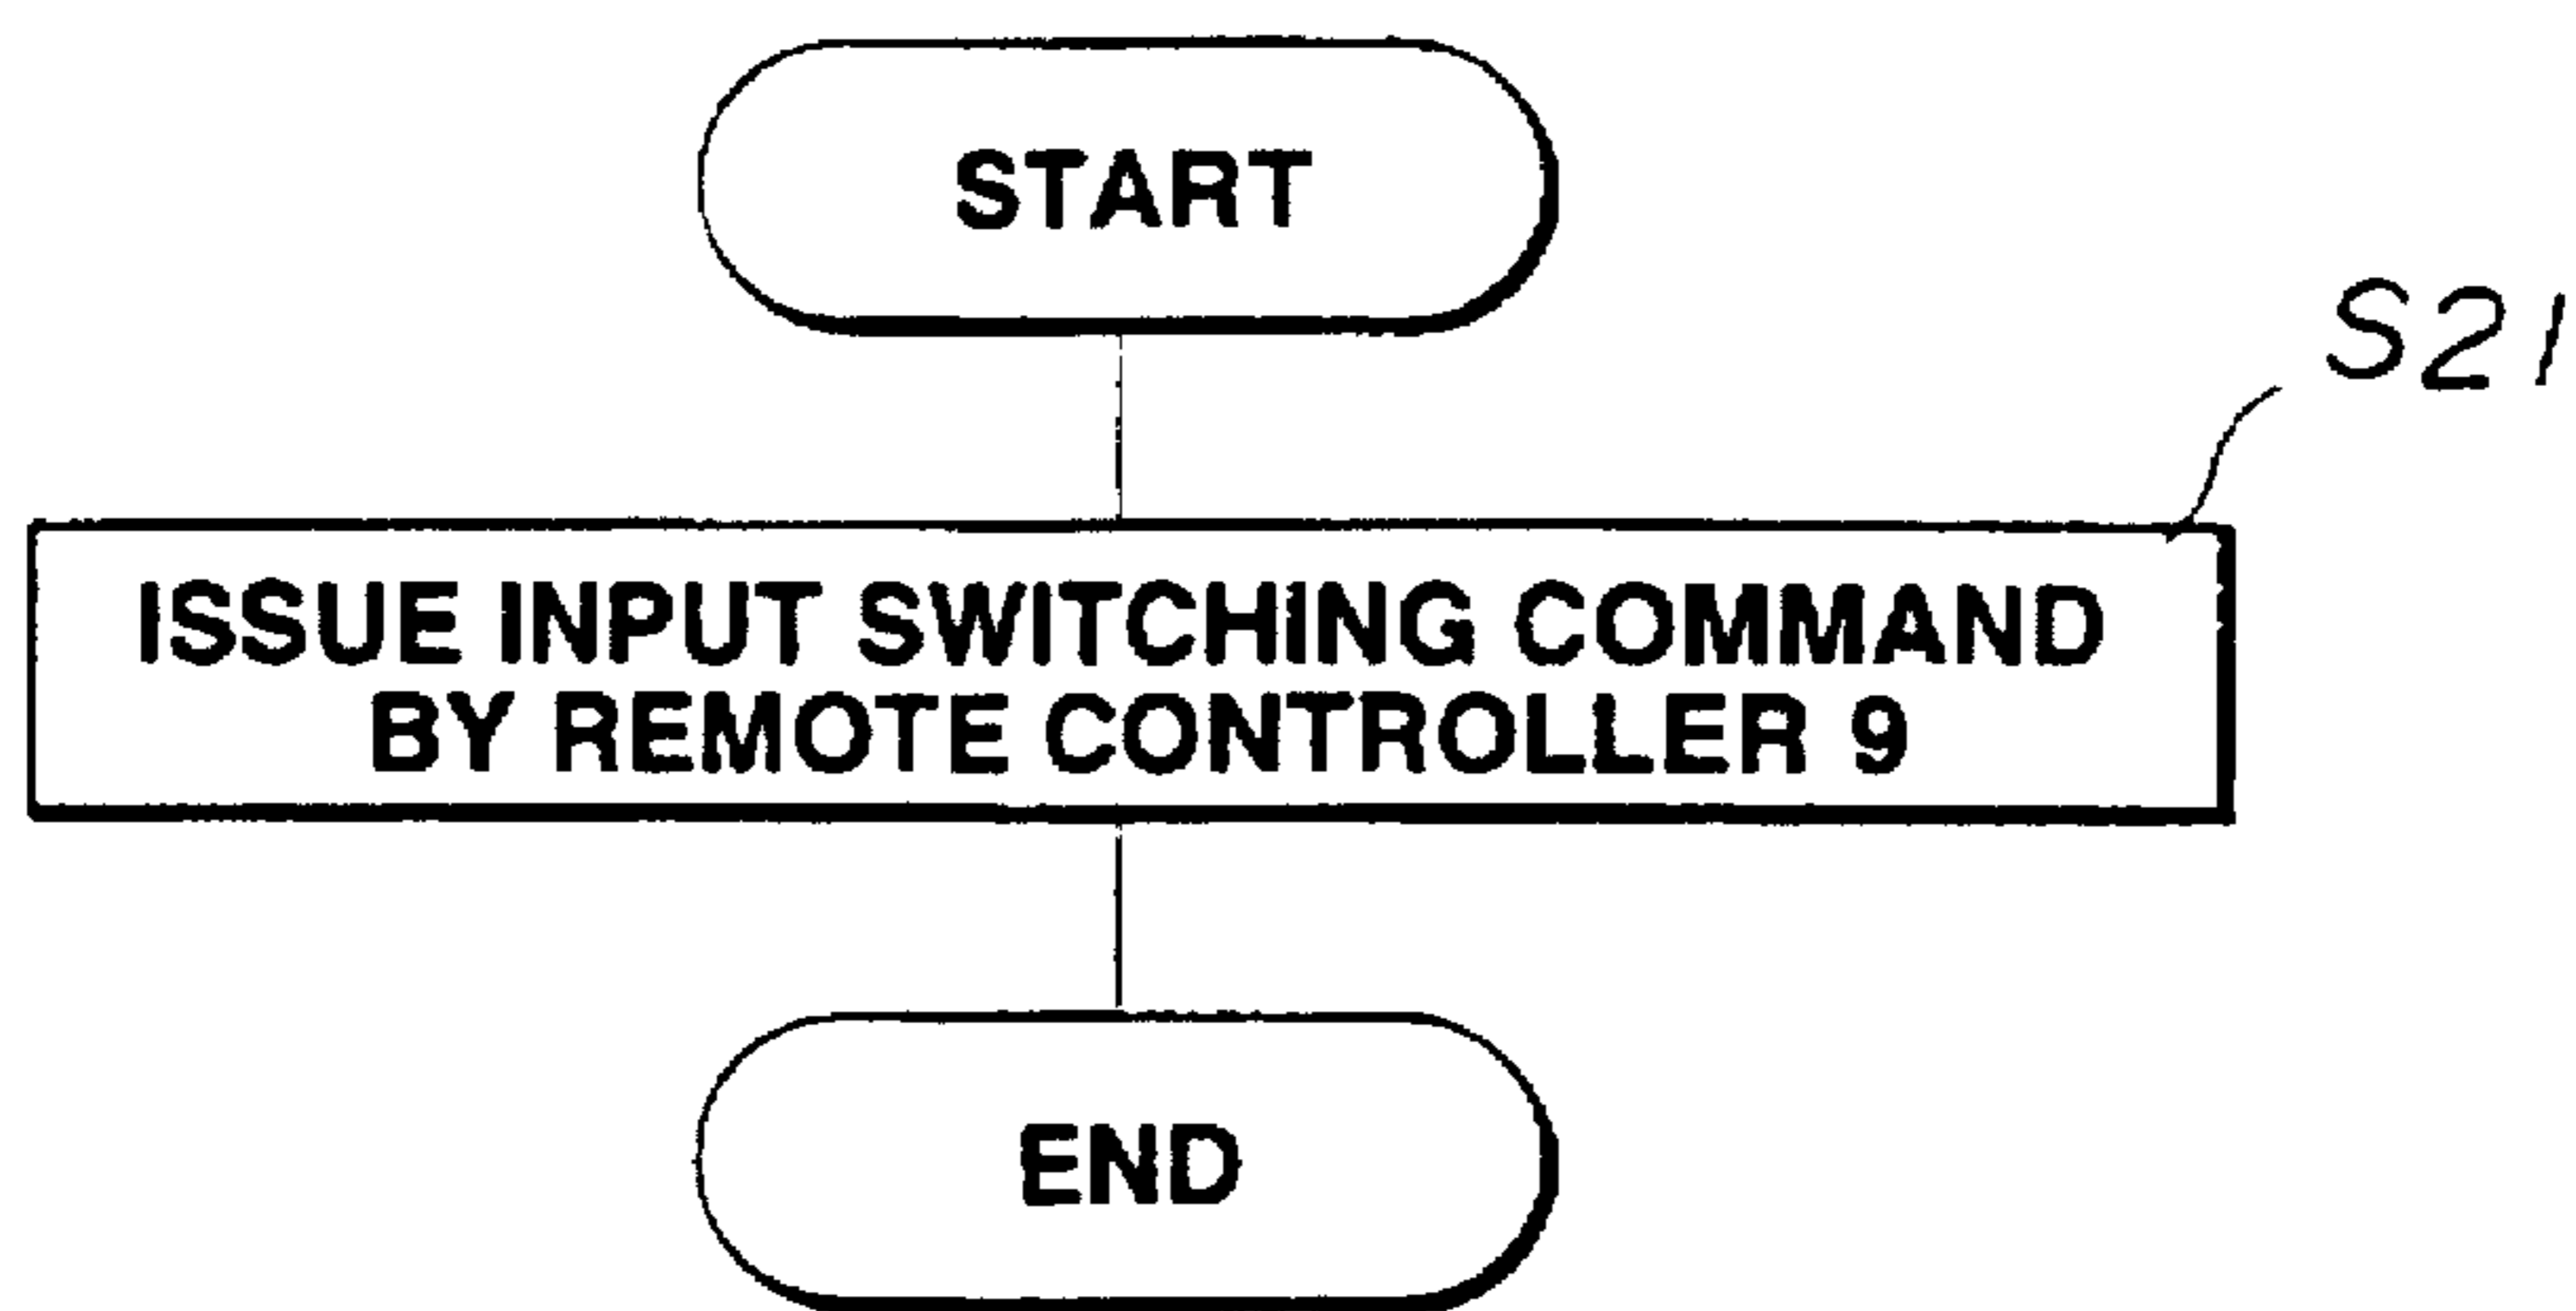 START
S21
ISSUE INPUT SWITCHING COMMAND
BY REMOTE CONTROLLER 9
END